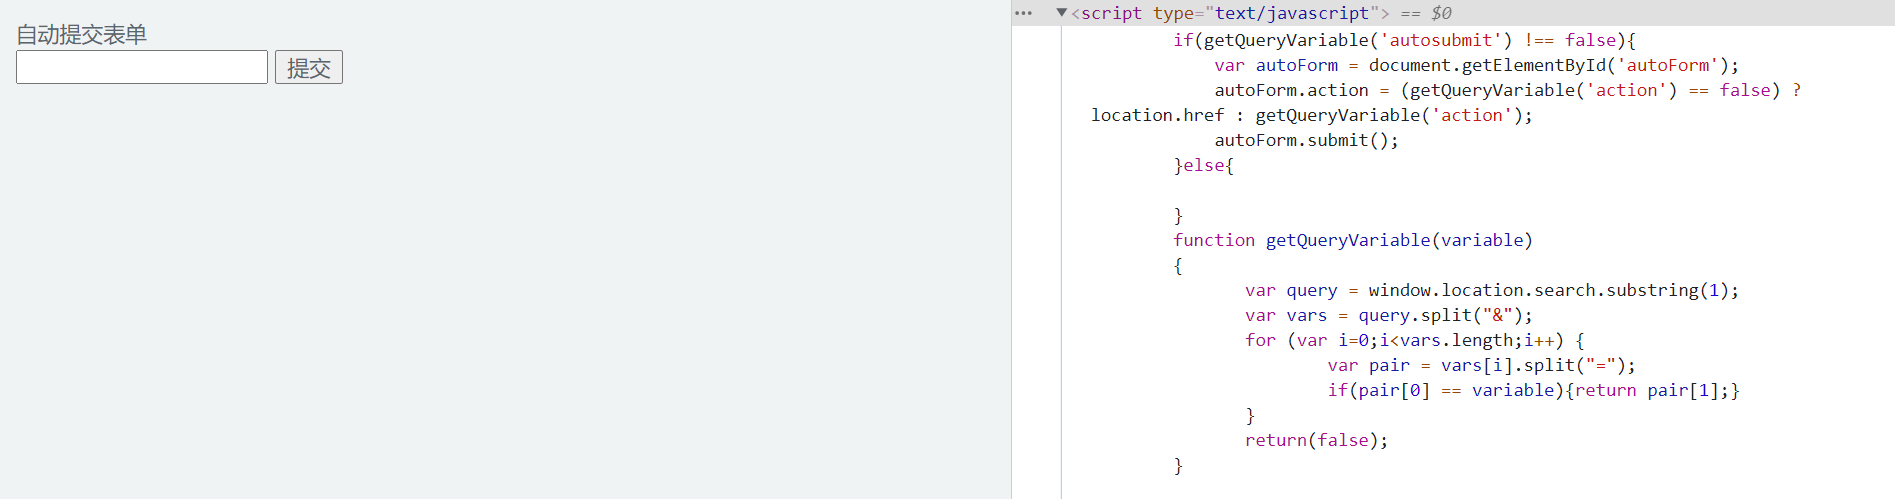 自动提交表单
提交
… ▼<script type="text/javascript"> == $0
if(getQueryVariable('autosubmit') !== false){
var autoForm = document.getElementById('autoForm');
autoForm.action = (getQueryVariable('action') == false) ?
location.href : getQueryVariable('action');
autoForm.submit();
}else{
}
function getQueryVariable(variable)
{
var query = window.location.search.substring(1);
var vars = query.split("&");
for (var i=0;i<vars.length;i++) {
var pair = vars[i].split("=");
if(pair[0] == variable){return pair[1];}
}
return(false);
}